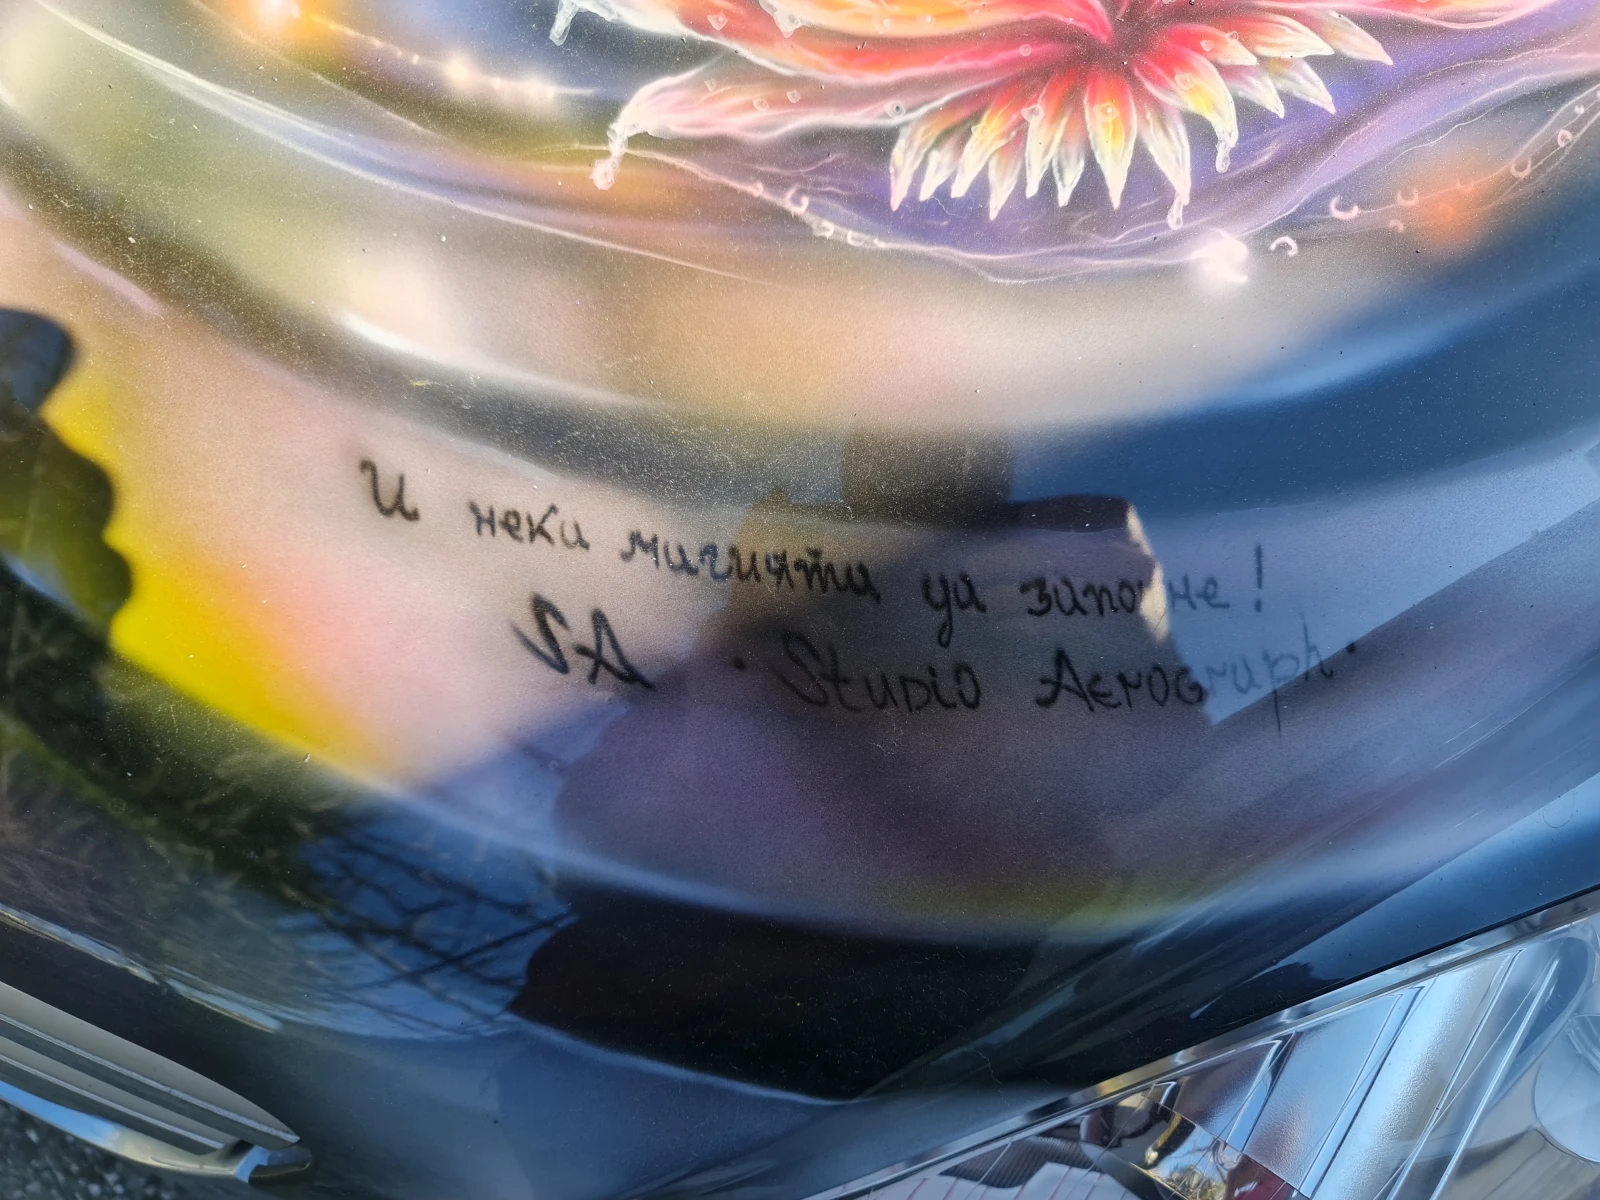 И нека магията да започне!
SA • Studio Aerograph •